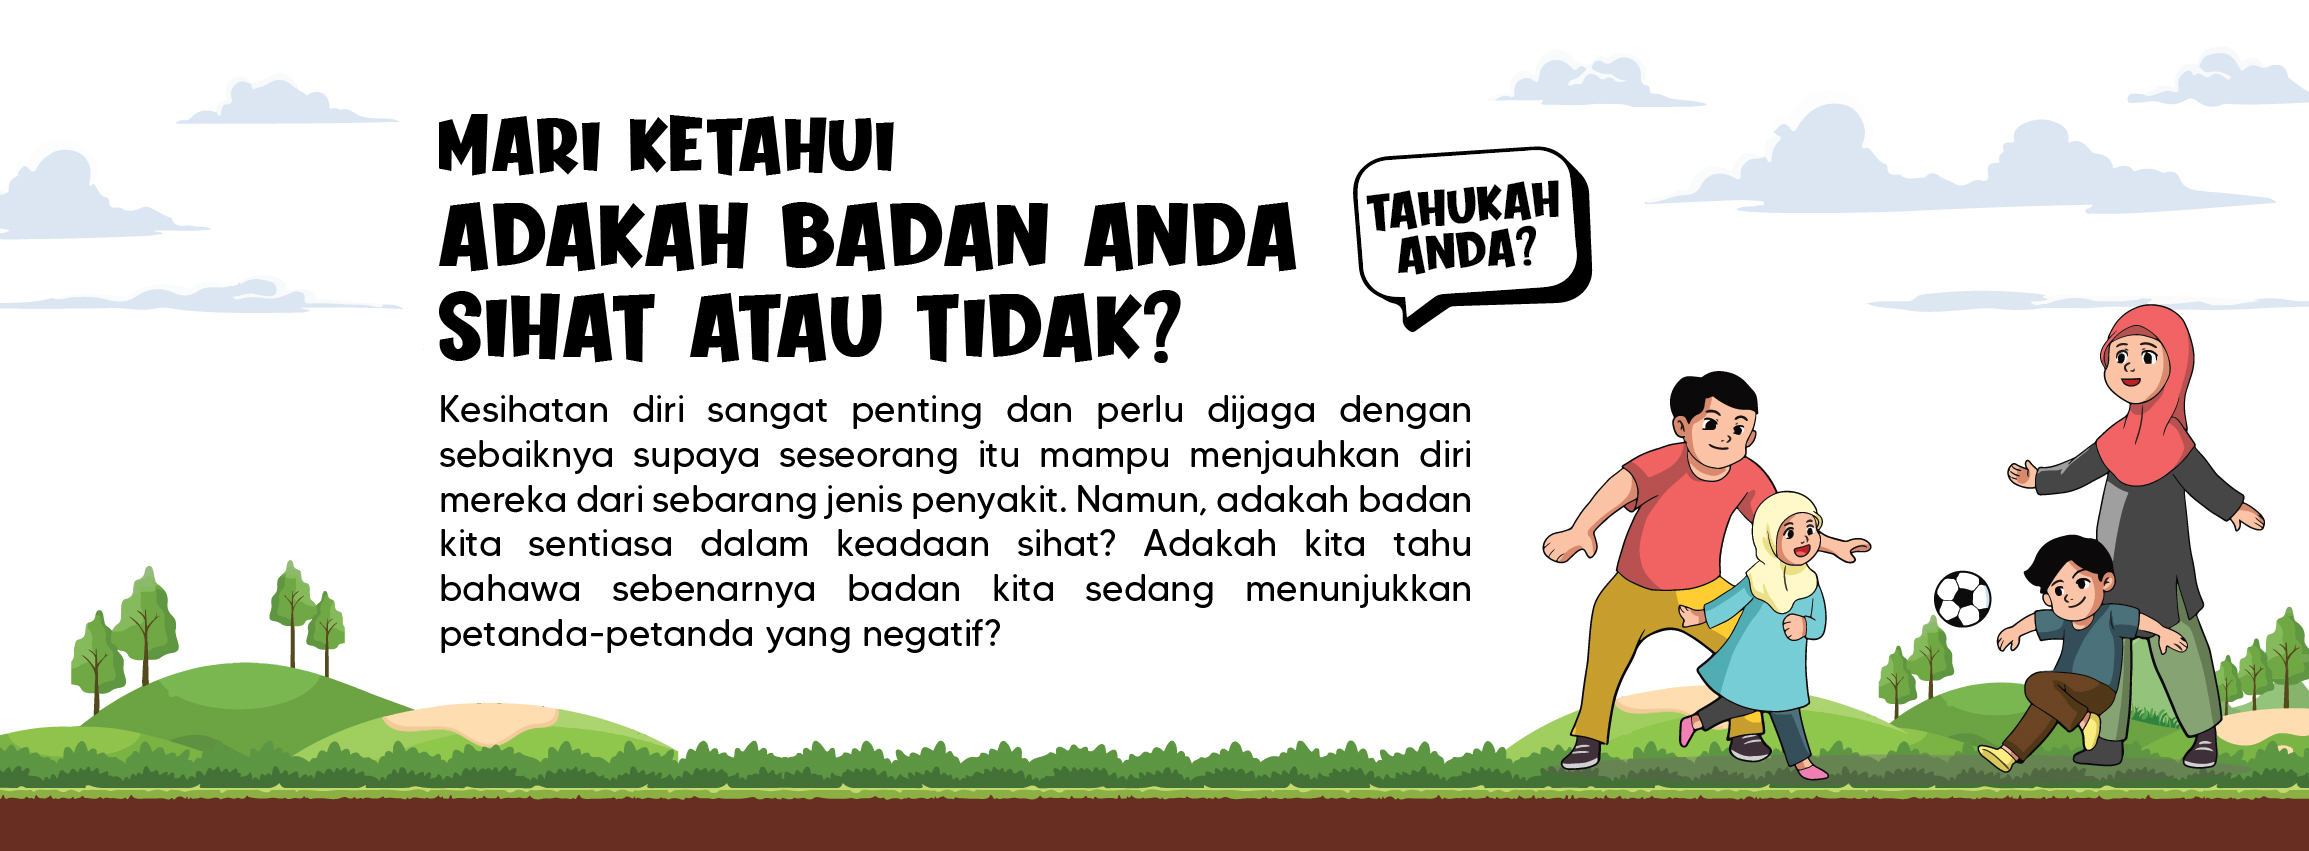 MARI KETAHUI
ADAKAH BADAN ANDA
SIHAT ATAU TIDAK?
TAHUKAH
ANDA?
Kesihatan diri sangat penting dan perlu dijaga dengan
sebaiknya supaya seseorang itu mampu menjauhkan diri
mereka dari sebarang jenis penyakit. Namun, adakah badan
kita sentiasa dalam keadaan sihat? Adakah kita tahu
bahawa sebenarnya badan kita sedang menunjukkan
petanda-petanda yang negatif?